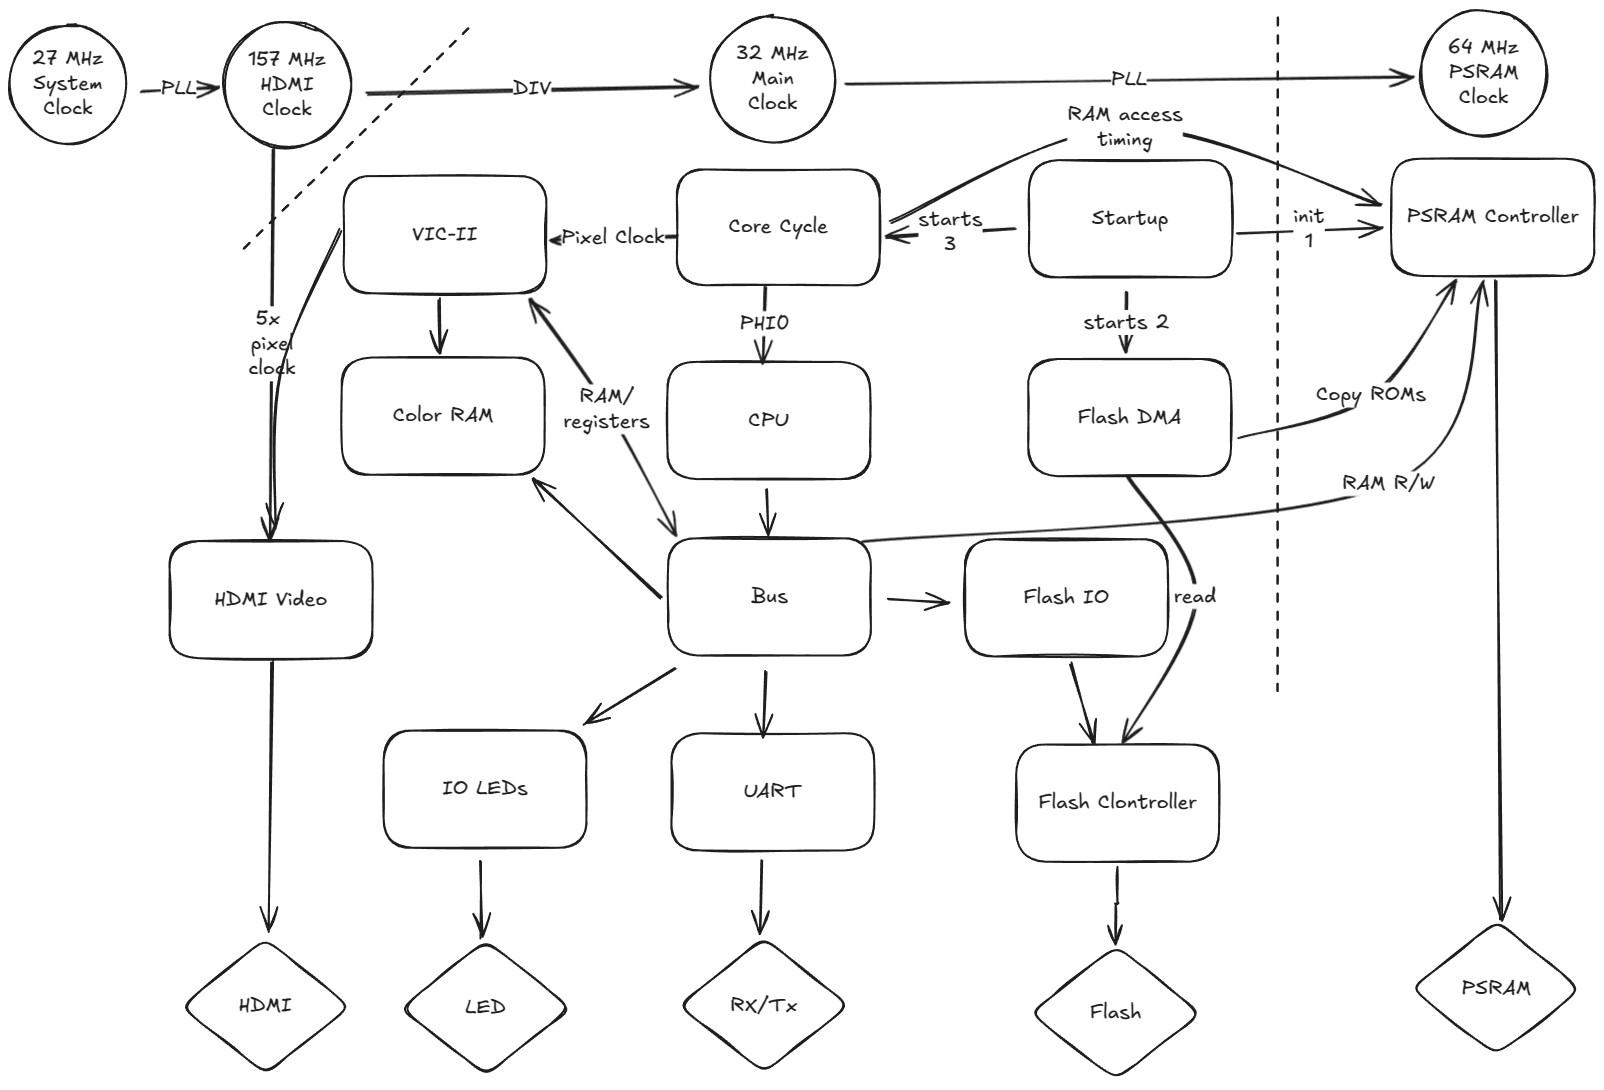 27 MHz
System
Clock
PLL
157 MHz
HDMI
Clock
DIV
32 MHz
Main
Clock
PLL
64 MHz
PSRAM
Clock
RAM access
timing
VIC-II
Pixel Clock
Core Cycle
starts
3
Startup
init
1
PSRAM Controller
5x
pixel
clock
PHI0
starts 2
Color RAM
RAM/
registers
CPU
Flash DMA
Copy ROMs
RAM R/W
HDMI Video
Bus
Flash IO
read
IO LEDs
UART
Flash Clontroller
HDMI
LED
RX/Tx
Flash
PSRAM